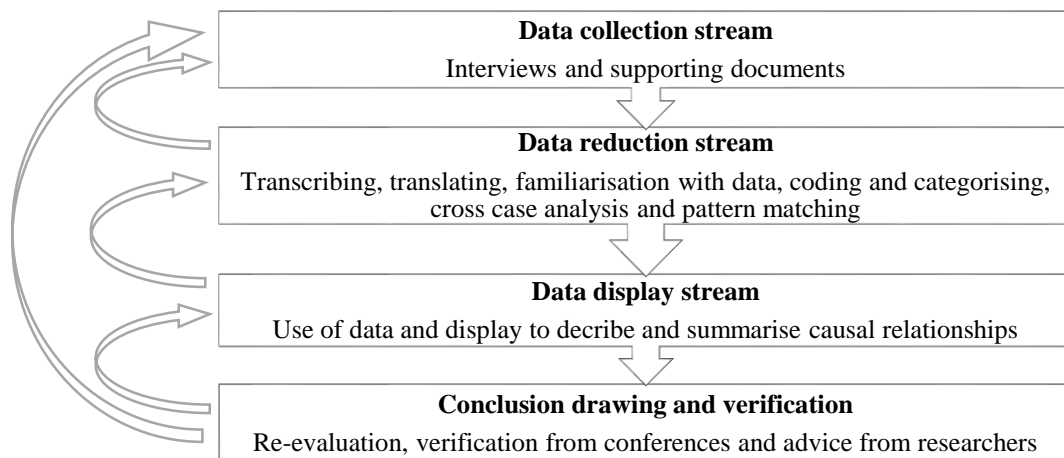 Data collection stream
Interviews and supporting documents
Data reduction stream
Transcribing, translating, familiarisation with data, coding and categorising,
cross case analysis and pattern matching
Data display stream
Use of data and display to decribe and summarise causal relationships
Conclusion drawing and verification
Re-evaluation, verification from conferences and advice from researchers